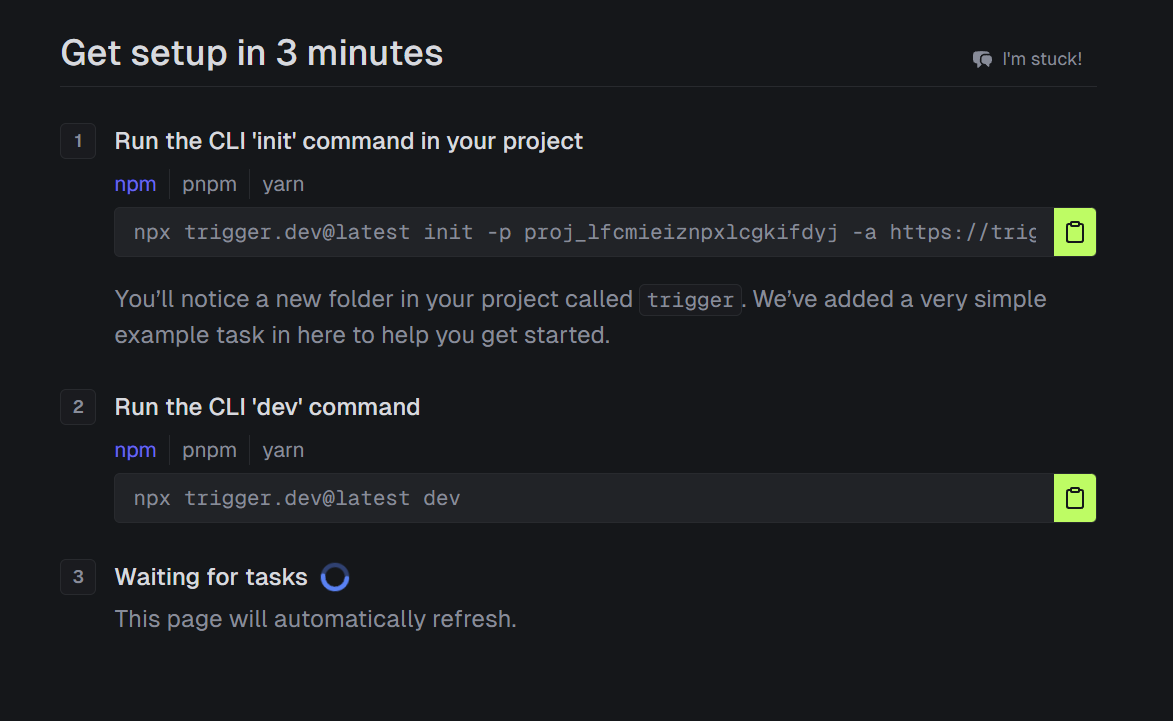 Get setup in 3 minutes
I'm stuck!
1
Run the CLI 'init' command in your project
npm pnpm yarn
npx trigger.dev@latest init -p proj_lfcmieiznpxlcgkifdyj -a https://trig
You’ll notice a new folder in your project called trigger. We’ve added a very simple
example task in here to help you get started.
2
Run the CLI 'dev' command
npm pnpm yarn
npx trigger.dev@latest dev
3
Waiting for tasks
This page will automatically refresh.